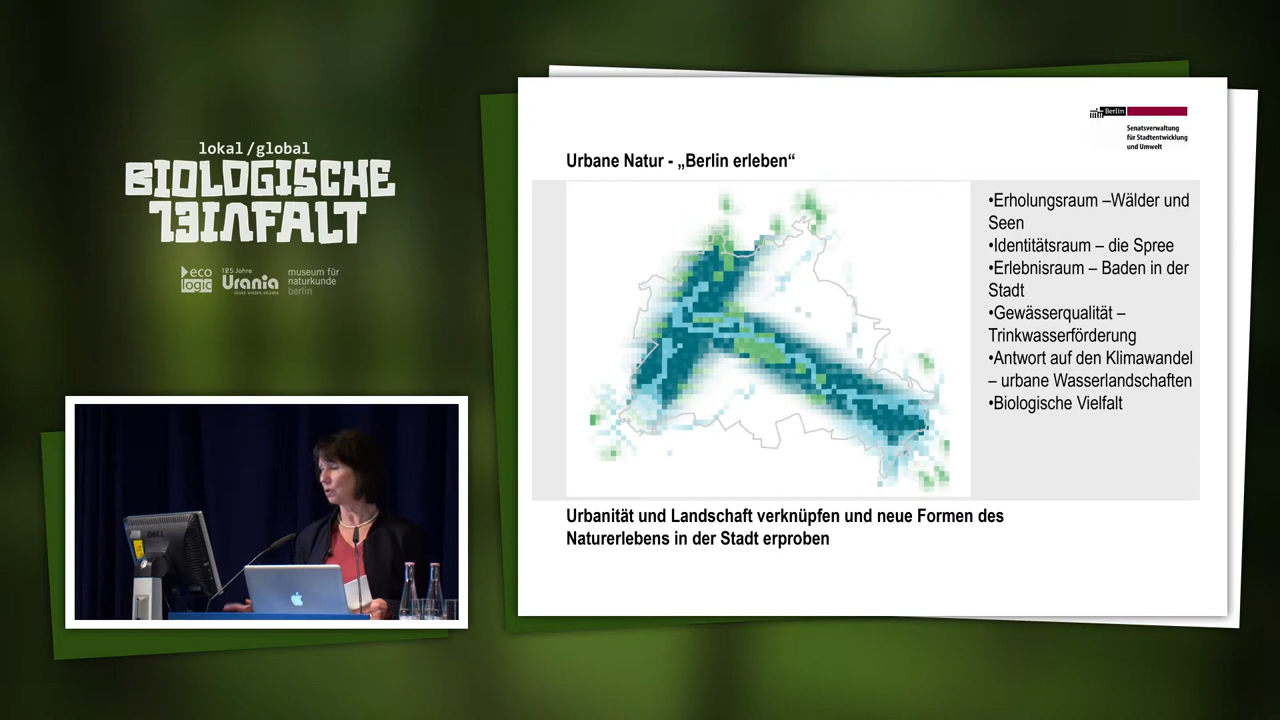 lokal/global
BIOLOGISCHE
VIELFALT
eco
logic
125 Jahre
Urania
museum für
naturkunde
berlin
DELL
Berlin
Senatsverwaltung
für Stadtentwicklung
und Umwelt
Urbane Natur - „Berlin erleben“
•Erholungsraum –Wälder und
Seen
•Identitätsraum – die Spree
•Erlebnisraum – Baden in der
Stadt
•Gewässerqualität –
Trinkwasserförderung
•Antwort auf den Klimawandel
– urbane Wasserlandschaften
•Biologische Vielfalt
Urbanität und Landschaft verknüpfen und neue Formen des
Naturerlebens in der Stadt erproben